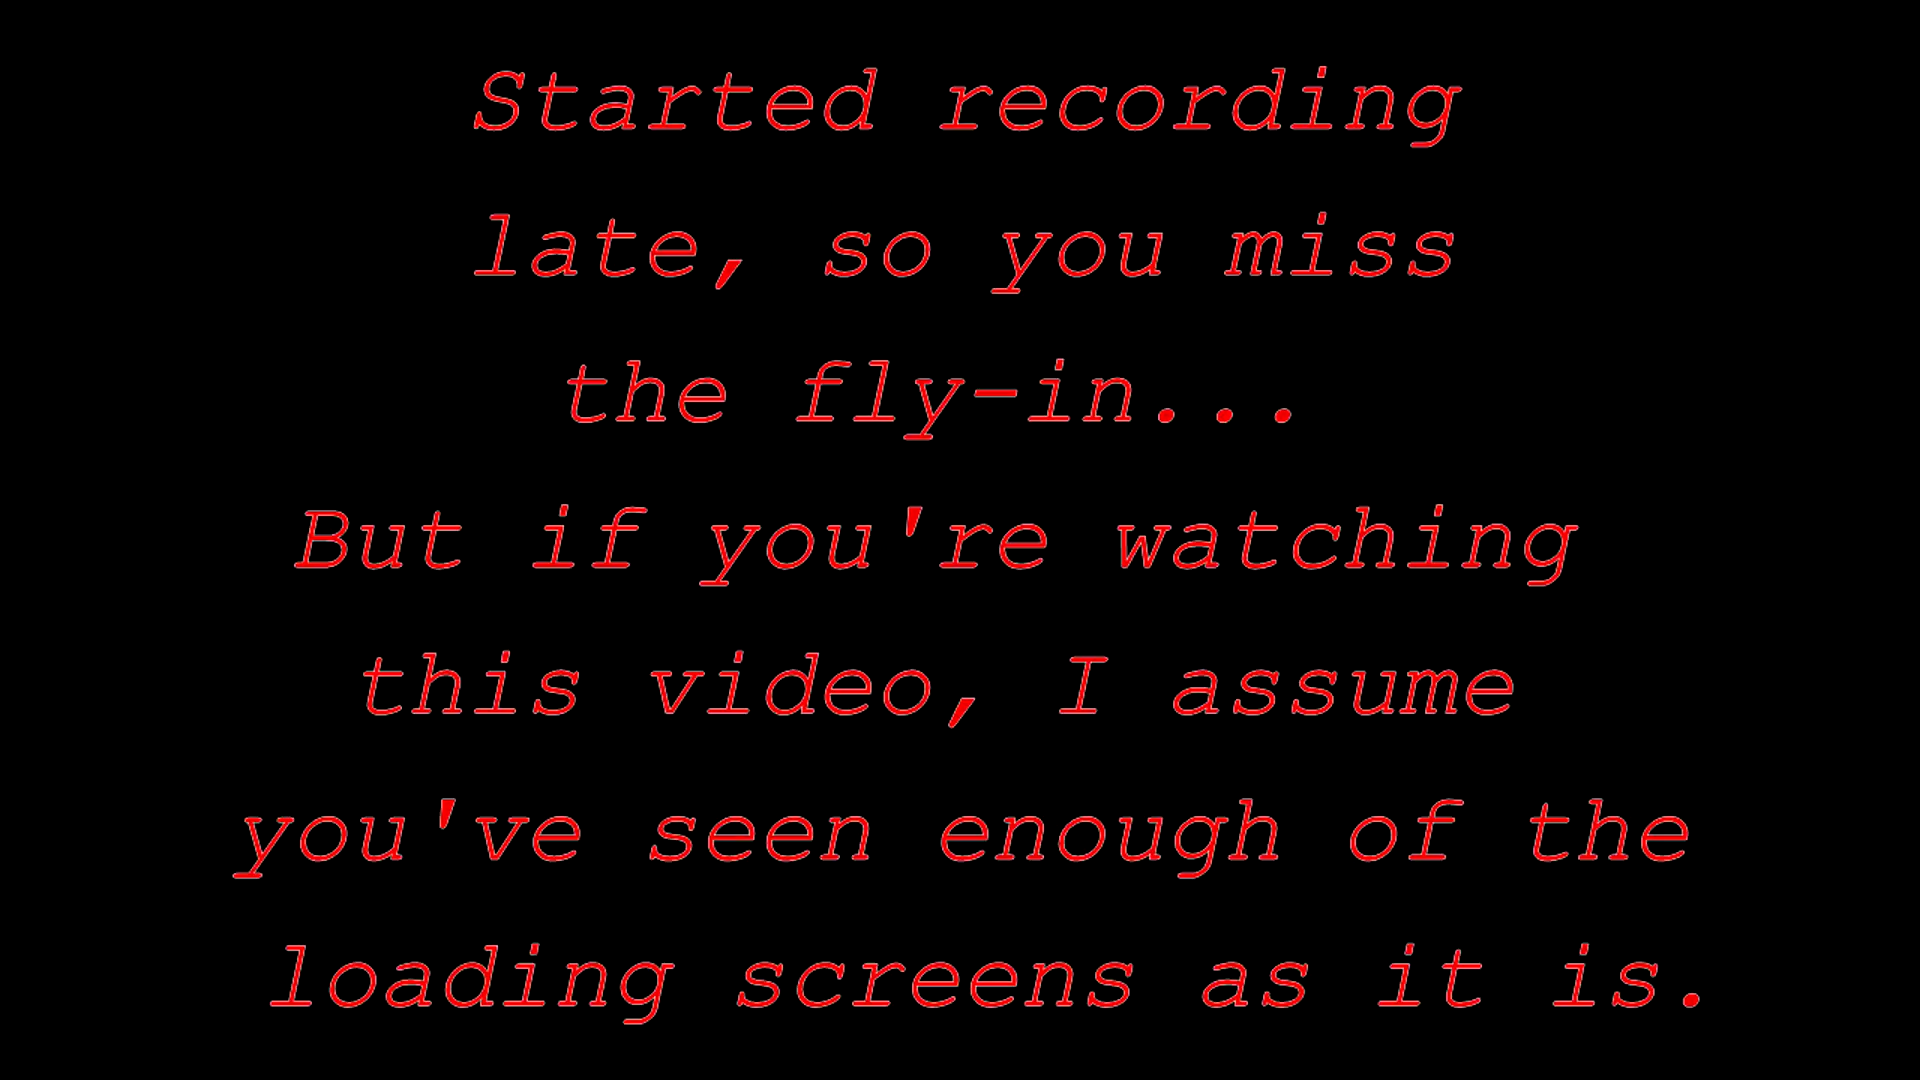 Started recording
late, so you miss
the fly-in...
But if you're watching
this video, I assume
you've seen enough of the
loading screens as it is.